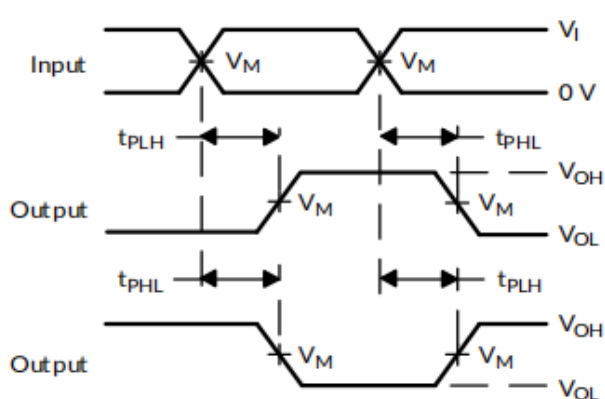 V_I
Input V_M V_M
0 V
t_PLH t_PHL
V_OH
Output V_M V_M
V_OL
t_PHL t_PLH
V_OH
Output V_M V_M
V_OL